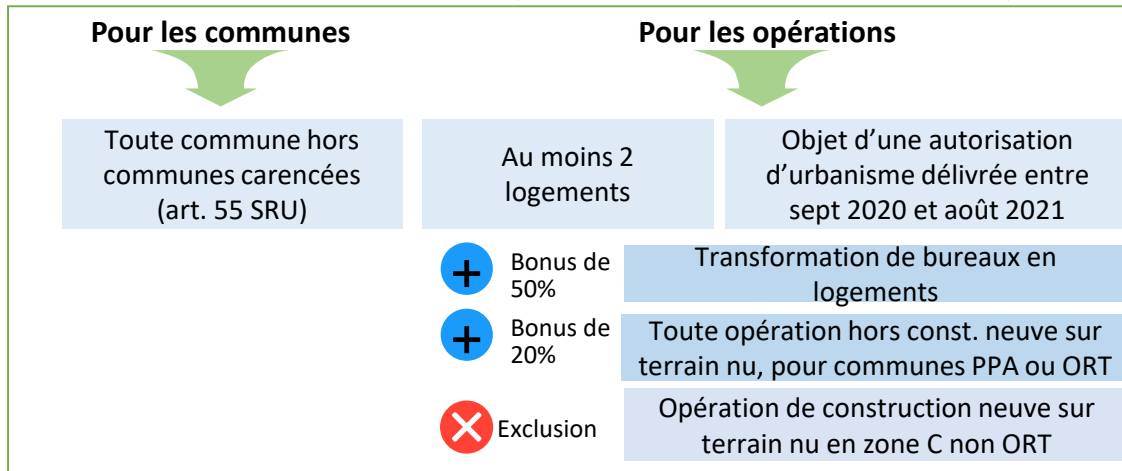 Pour les communes
Pour les opérations
Toute commune hors
communes carencées
(art. 55 SRU)
Au moins 2
logements
Objet d’une autorisation
d’urbanisme délivrée entre
sept 2020 et août 2021
Bonus de
50%
Transformation de bureaux en
logements
Bonus de
20%
Toute opération hors const. neuve sur
terrain nu, pour communes PPA ou ORT
Exclusion
Opération de construction neuve sur
terrain nu en zone C non ORT